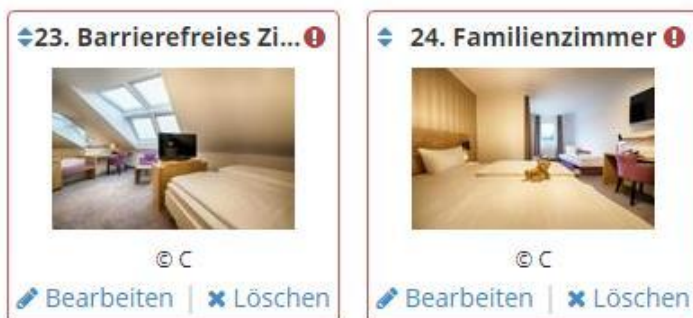 23. Barrierefreies Zi...
© C
Bearbeiten | Löschen
24. Familienzimmer
© C
Bearbeiten | Löschen